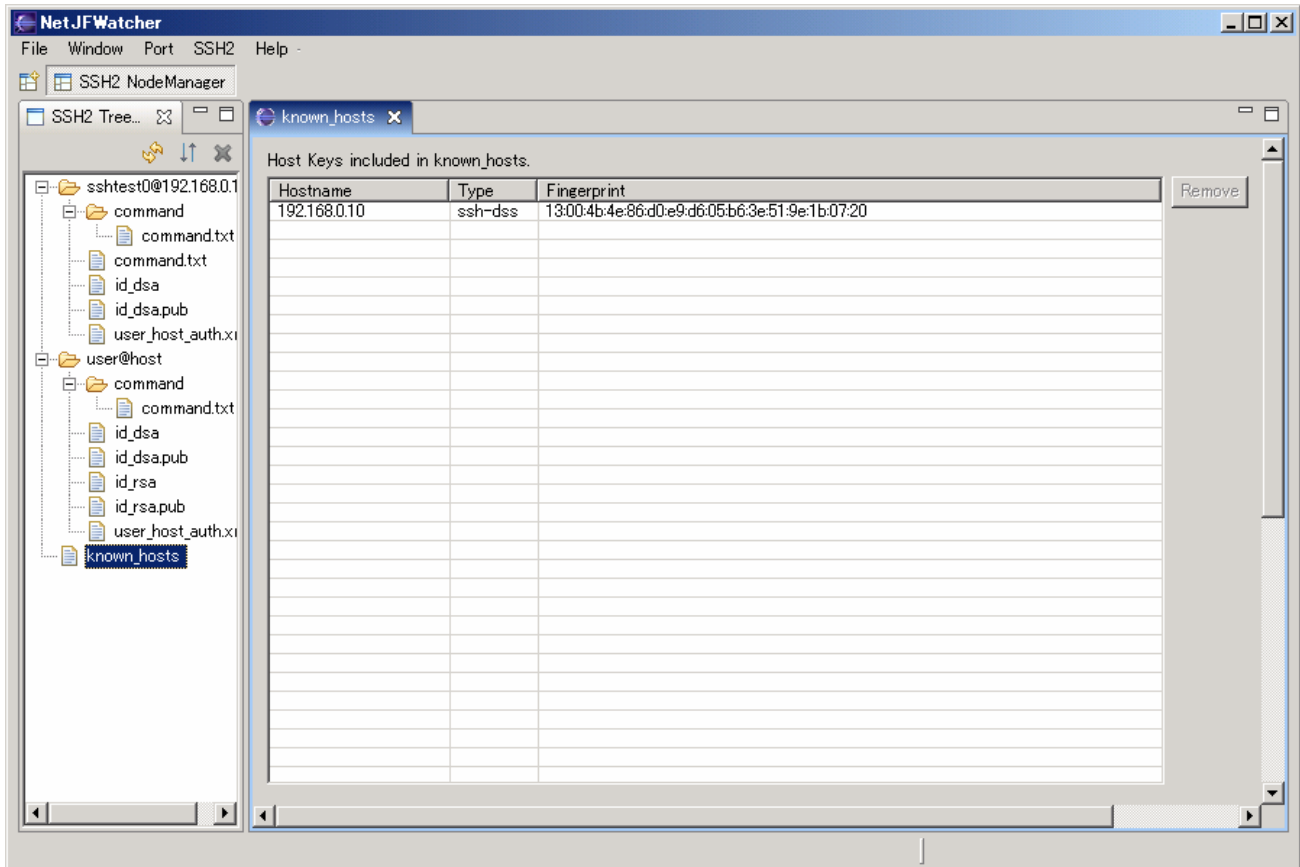 NetJFWatcher
File Window Port SSH2 Help
SSH2 NodeManager
SSH2 Tree...
known_hosts
Host Keys included in known_hosts.
Hostname Type Fingerprint
192.168.0.10 ssh-dss 13:00:4b:4e:86:d0:e9:d6:05:b6:3e:51:9e:1b:07:20
Remove
sshtest0@192.168.0.1
command
command.txt
command.txt
id_dsa
id_dsa.pub
user_host_auth.x
user@host
command
command.txt
id_dsa
id_dsa.pub
id_rsa
id_rsa.pub
user_host_auth.x
known_hosts